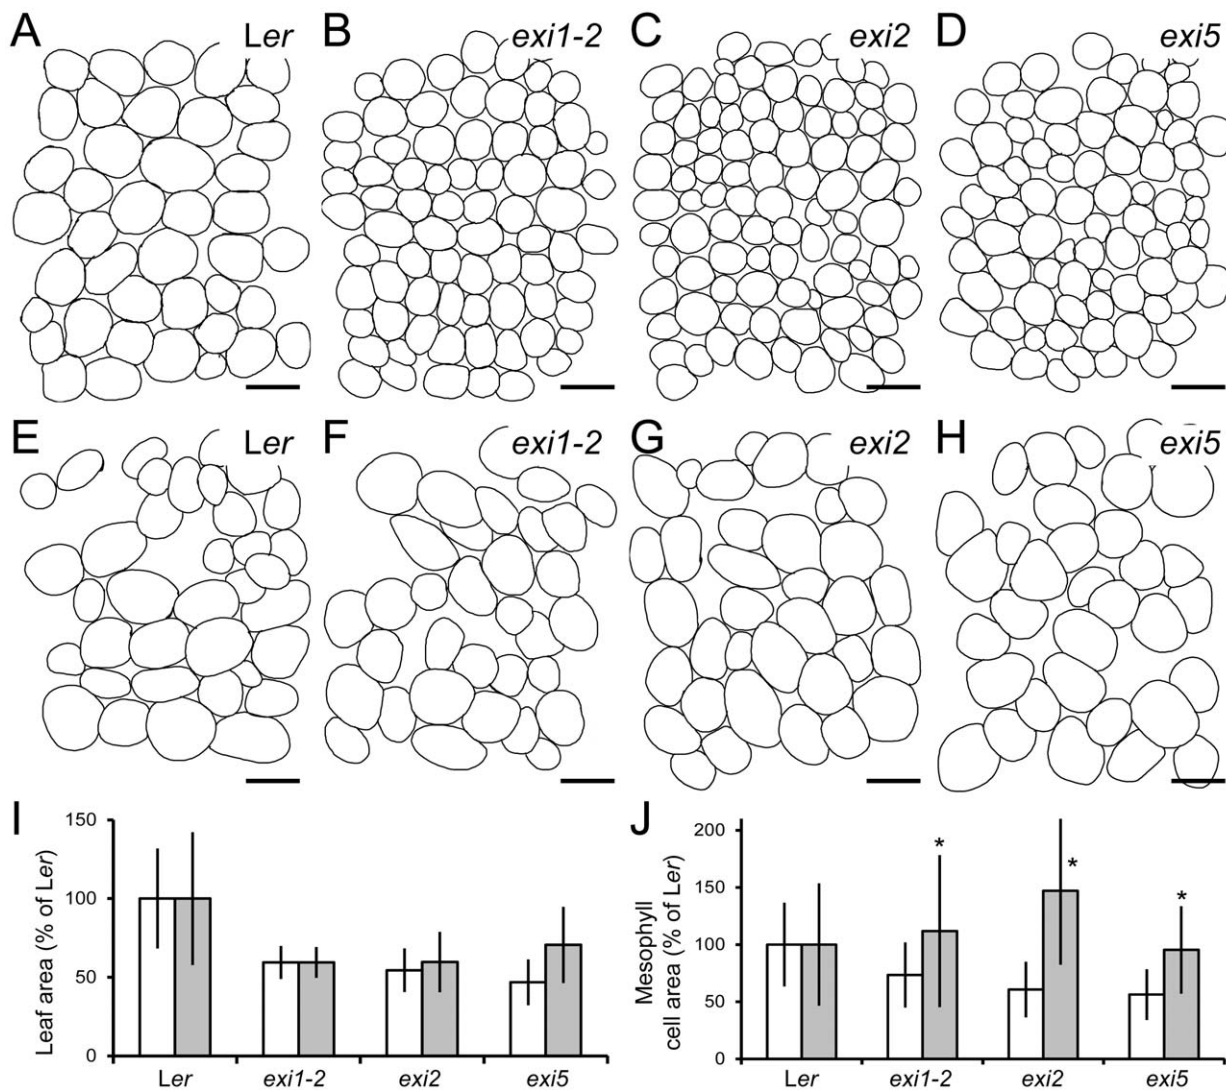 A Ler B exi1-2 C exi2 D exi5
E Ler F exi1-2 G exi2 H exi5
I J
Leaf area (% of Ler)
150
100
50
0
Ler exi1-2 exi2 exi5
Mesophyll
cell area (% of Ler)
200
150
100
50
0
* * *
Ler exi1-2 exi2 exi5